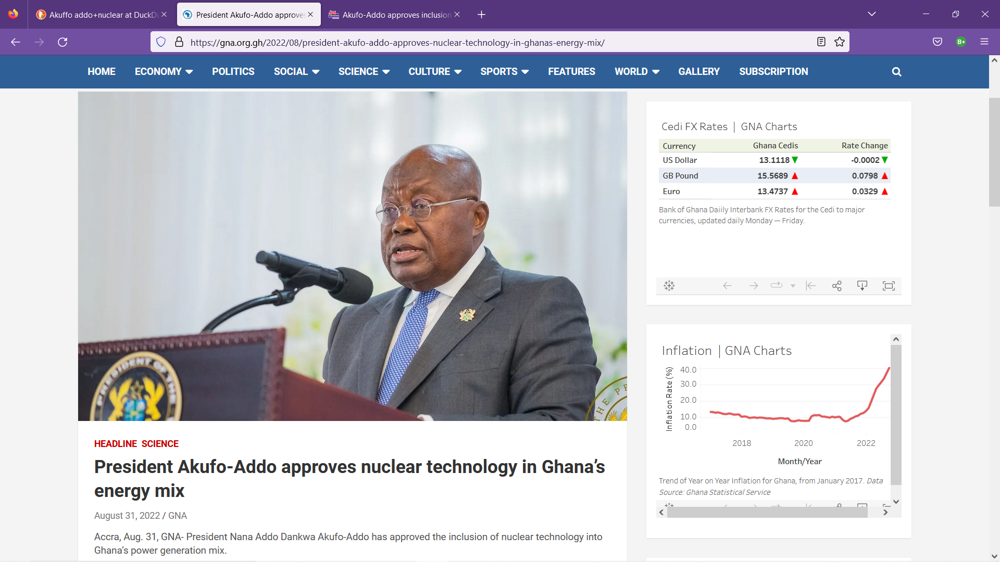 Akuffo addo+nuclear at DuckD
President Akufo-Addo approves
Akufo-Addo approves inclusion
https://gna.org.gh/2022/08/president-akufo-addo-approves-nuclear-technology-in-ghanas-energy-mix/
B+
HOME ECONOMY POLITICS SOCIAL SCIENCE CULTURE SPORTS FEATURES WORLD GALLERY SUBSCRIPTION
PRESIDENT OF THE
THE PR
HEADLINE SCIENCE
President Akufo-Addo approves nuclear technology in Ghana’s
energy mix
August 31, 2022 / GNA
Accra, Aug. 31, GNA- President Nana Addo Dankwa Akufo-Addo has approved the inclusion of nuclear technology into
Ghana’s power generation mix.
Cedi FX Rates | GNA Charts
Currency Ghana Cedis Rate Change
US Dollar 13.1118 -0.0002
GB Pound 15.5689 0.0798
Euro 13.4737 0.0329
Bank of Ghana Daiily Interbank FX Rates for the Cedi to major
currencies, updated daily Monday — Friday.
Inflation | GNA Charts
Inflation Rate (%)
40.0
30.0
20.0
10.0
0.0
2018 2020 2022
Month/Year
Trend of Year on Year Inflation for Ghana, from January 2017. Data
Source: Ghana Statistical Service